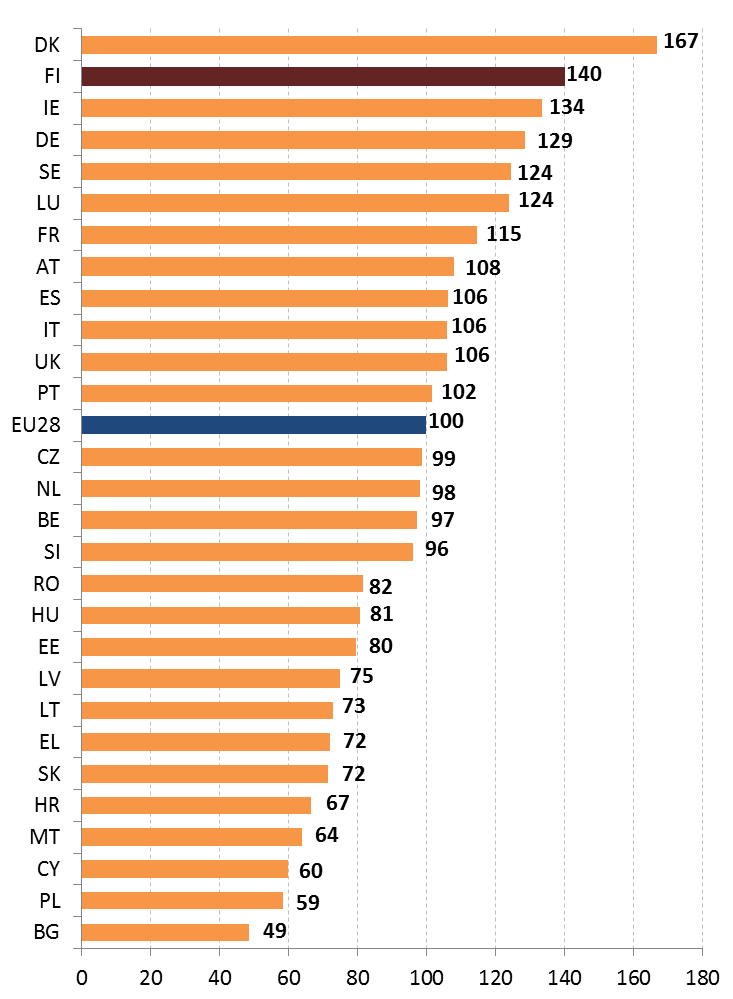 DK 167
FI 140
IE 134
DE 129
SE 124
LU 124
FR 115
AT 108
ES 106
IT 106
UK 106
PT 102
EU28 100
CZ 99
NL 98
BE 97
SI 96
RO 82
HU 81
EE 80
LV 75
LT 73
EL 72
SK 72
HR 67
MT 64
CY 60
PL 59
BG 49
0 20 40 60 80 100 120 140 160 180